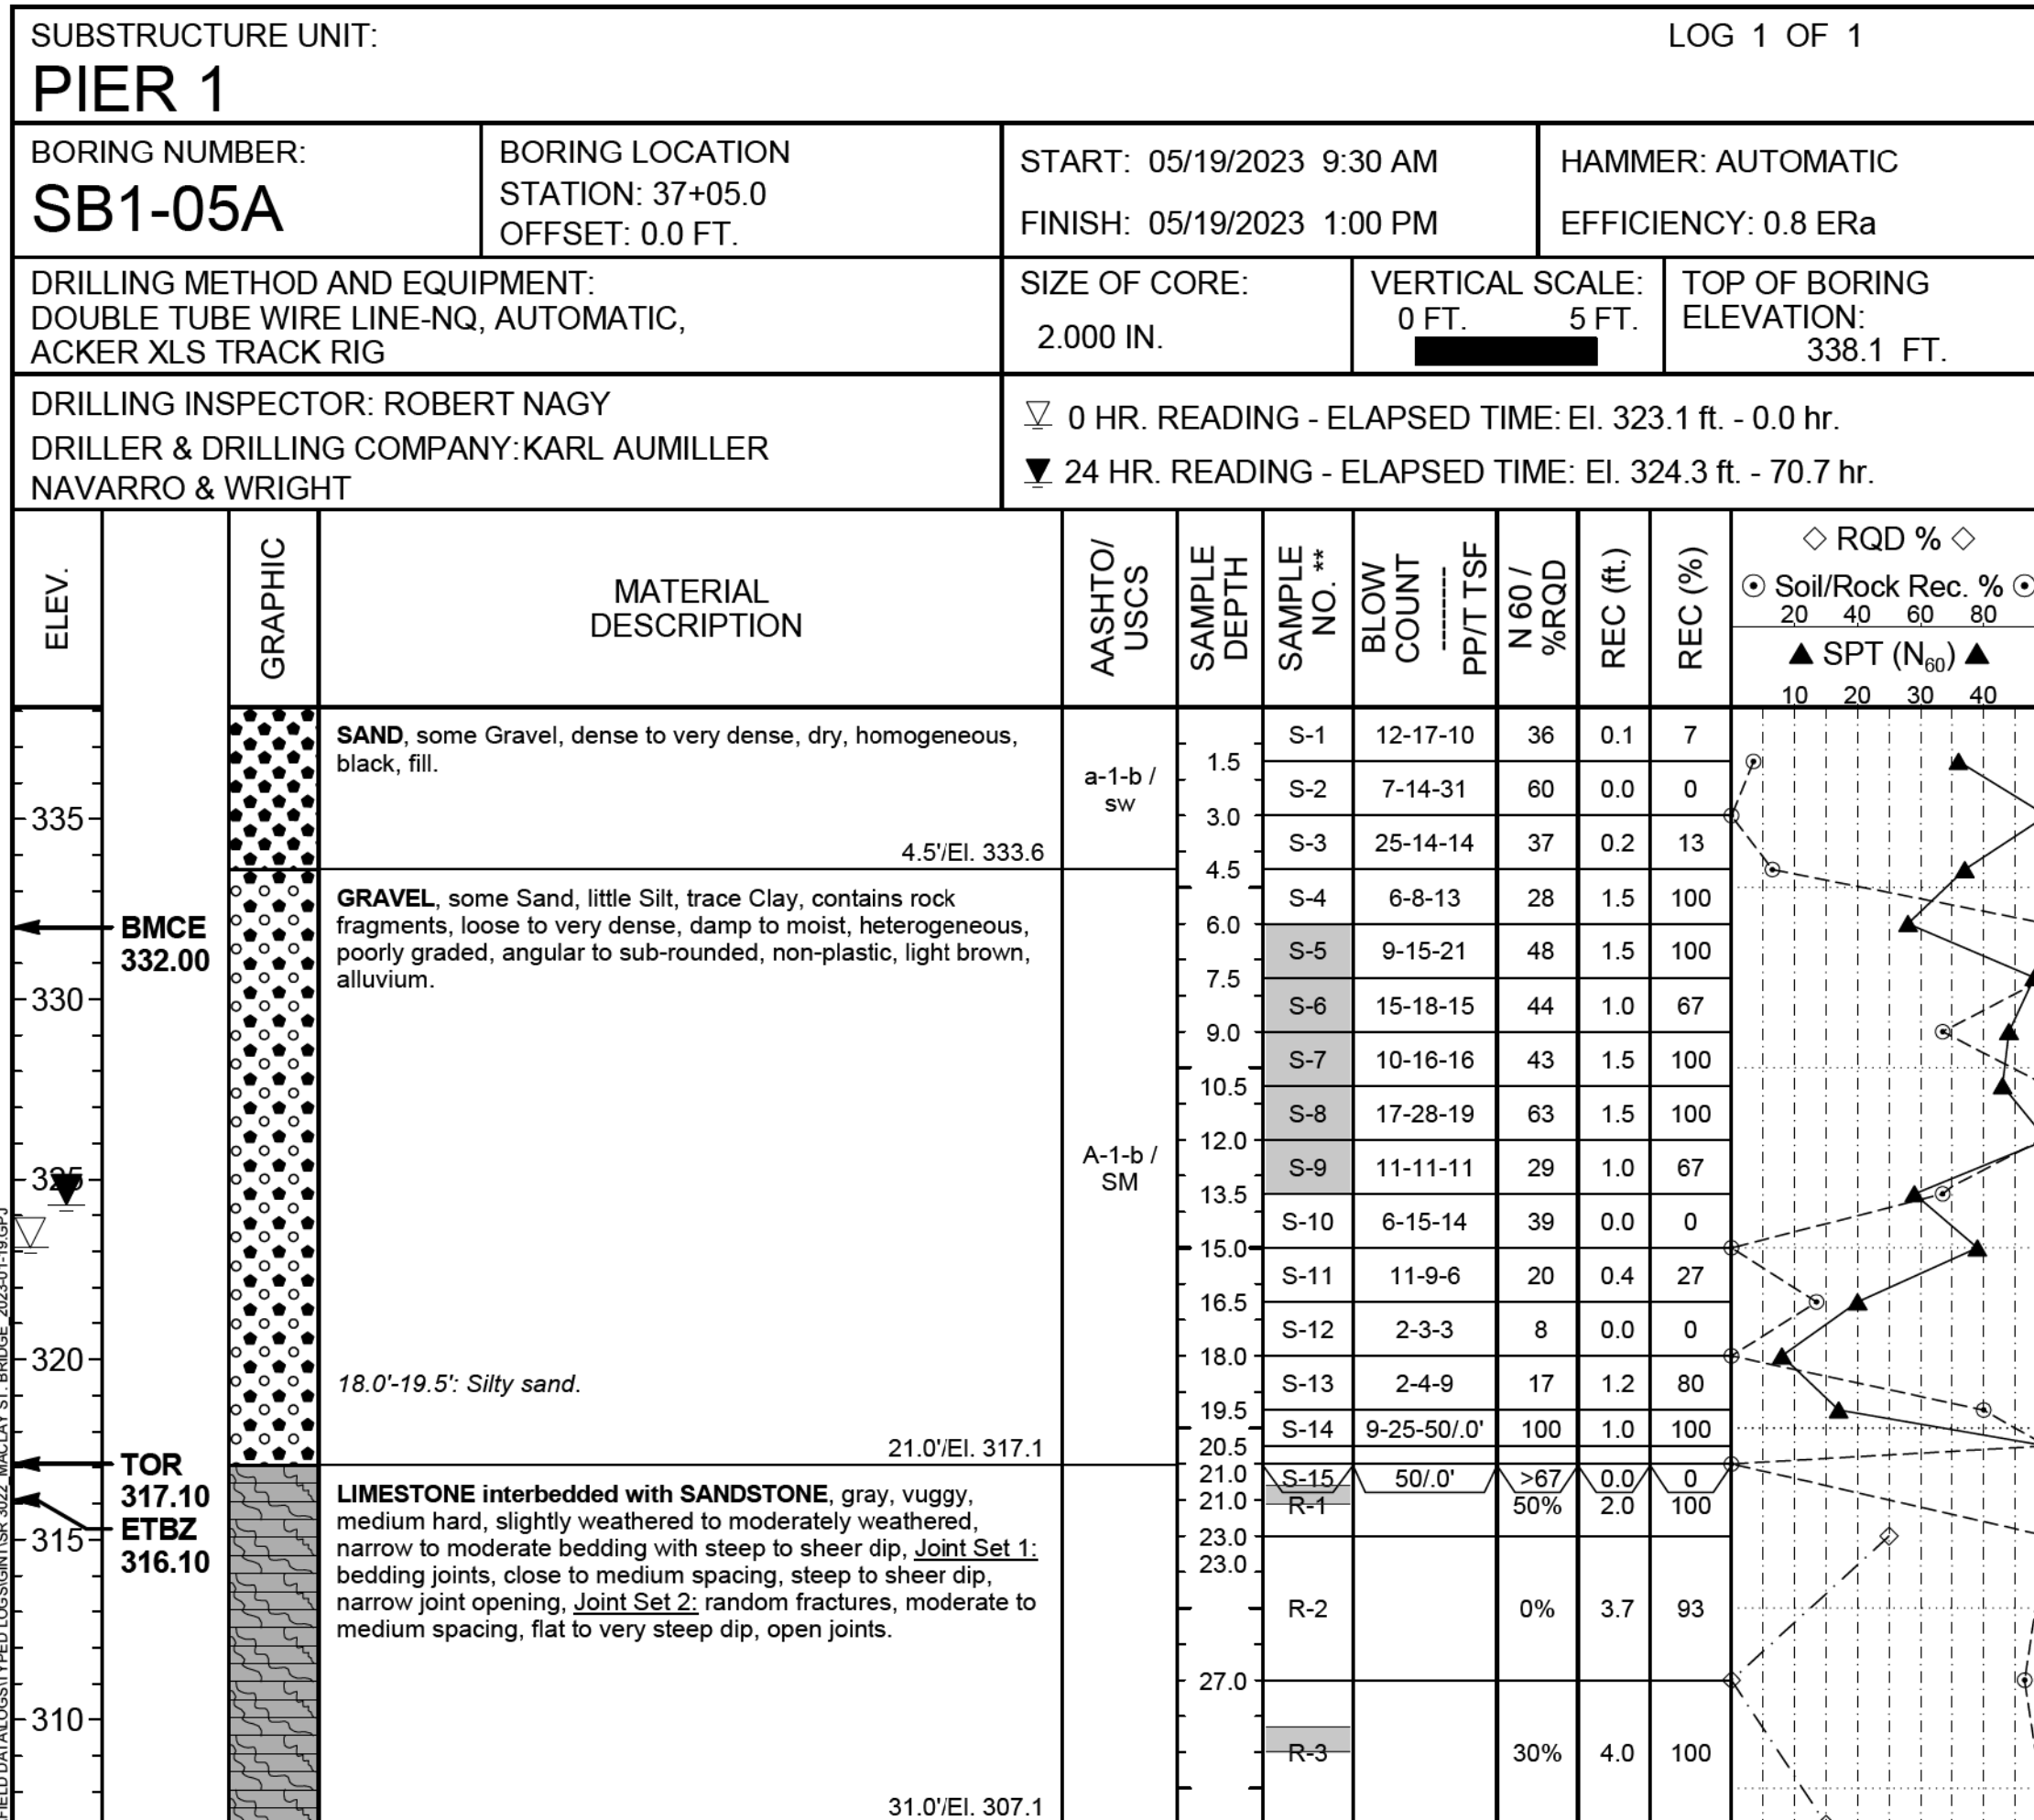 SUBSTRUCTURE UNIT:
LOG 1 OF 1
PIER 1
BORING NUMBER:
SB1-05A
BORING LOCATION
STATION: 37+05.0
OFFSET: 0.0 FT.
START: 05/19/2023 9:30 AM
FINISH: 05/19/2023 1:00 PM
HAMMER: AUTOMATIC
EFFICIENCY: 0.8 ERa
DRILLING METHOD AND EQUIPMENT:
DOUBLE TUBE WIRE LINE-NQ, AUTOMATIC,
ACKER XLS TRACK RIG
SIZE OF CORE:
2.000 IN.
VERTICAL SCALE:
0 FT. 5 FT.
TOP OF BORING
ELEVATION:
338.1 FT.
DRILLING INSPECTOR: ROBERT NAGY
DRILLER & DRILLING COMPANY:KARL AUMILLER
NAVARRO & WRIGHT
0 HR. READING - ELAPSED TIME: El. 323.1 ft. - 0.0 hr.
24 HR. READING - ELAPSED TIME: El. 324.3 ft. - 70.7 hr.
ELEV.
GRAPHIC
MATERIAL
DESCRIPTION
AASHTO/
USCS
SAMPLE
DEPTH
SAMPLE
NO. **
BLOW
COUNT
---------
PP/T TSF
N 60 /
%RQD
REC (ft.)
REC (%)
◇ RQD % ◇
⊙ Soil/Rock Rec. % ⊙
20 40 60 80
▲ SPT (N60) ▲
10 20 30 40
SAND, some Gravel, dense to very dense, dry, homogeneous,
black, fill.
4.5'/El. 333.6
a-1-b /
sw
GRAVEL, some Sand, little Silt, trace Clay, contains rock
fragments, loose to very dense, damp to moist, heterogeneous,
poorly graded, angular to sub-rounded, non-plastic, light brown,
alluvium.
18.0'-19.5': Silty sand.
21.0'/El. 317.1
A-1-b /
SM
LIMESTONE interbedded with SANDSTONE, gray, vuggy,
medium hard, slightly weathered to moderately weathered,
narrow to moderate bedding with steep to sheer dip, Joint Set 1:
bedding joints, close to medium spacing, steep to sheer dip,
narrow joint opening, Joint Set 2: random fractures, moderate to
medium spacing, flat to very steep dip, open joints.
31.0'/El. 307.1
335
330
325
320
315
310
BMCE
332.00
TOR
317.10
ETBZ
316.10
S-1 12-17-10 36 0.1 7
1.5
S-2 7-14-31 60 0.0 0
3.0
S-3 25-14-14 37 0.2 13
4.5
S-4 6-8-13 28 1.5 100
6.0
S-5 9-15-21 48 1.5 100
7.5
S-6 15-18-15 44 1.0 67
9.0
S-7 10-16-16 43 1.5 100
10.5
S-8 17-28-19 63 1.5 100
12.0
S-9 11-11-11 29 1.0 67
13.5
S-10 6-15-14 39 0.0 0
15.0
S-11 11-9-6 20 0.4 27
16.5
S-12 2-3-3 8 0.0 0
18.0
S-13 2-4-9 17 1.2 80
19.5
S-14 9-25-50/.0' 100 1.0 100
20.5
21.0 S-15 50/.0' >67 0.0 0
21.0 R-1 50% 2.0 100
23.0
23.0
R-2 0% 3.7 93
27.0
R-3 30% 4.0 100